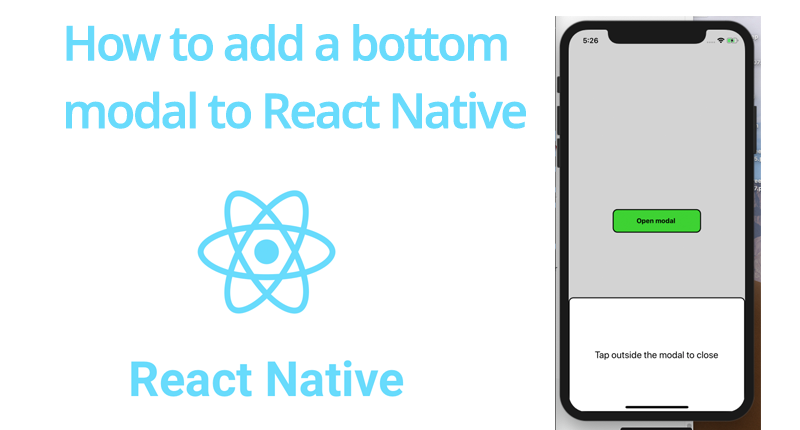 How to add a bottom
modal to React Native
React Native
5:26
Open modal
Tap outside the modal to close